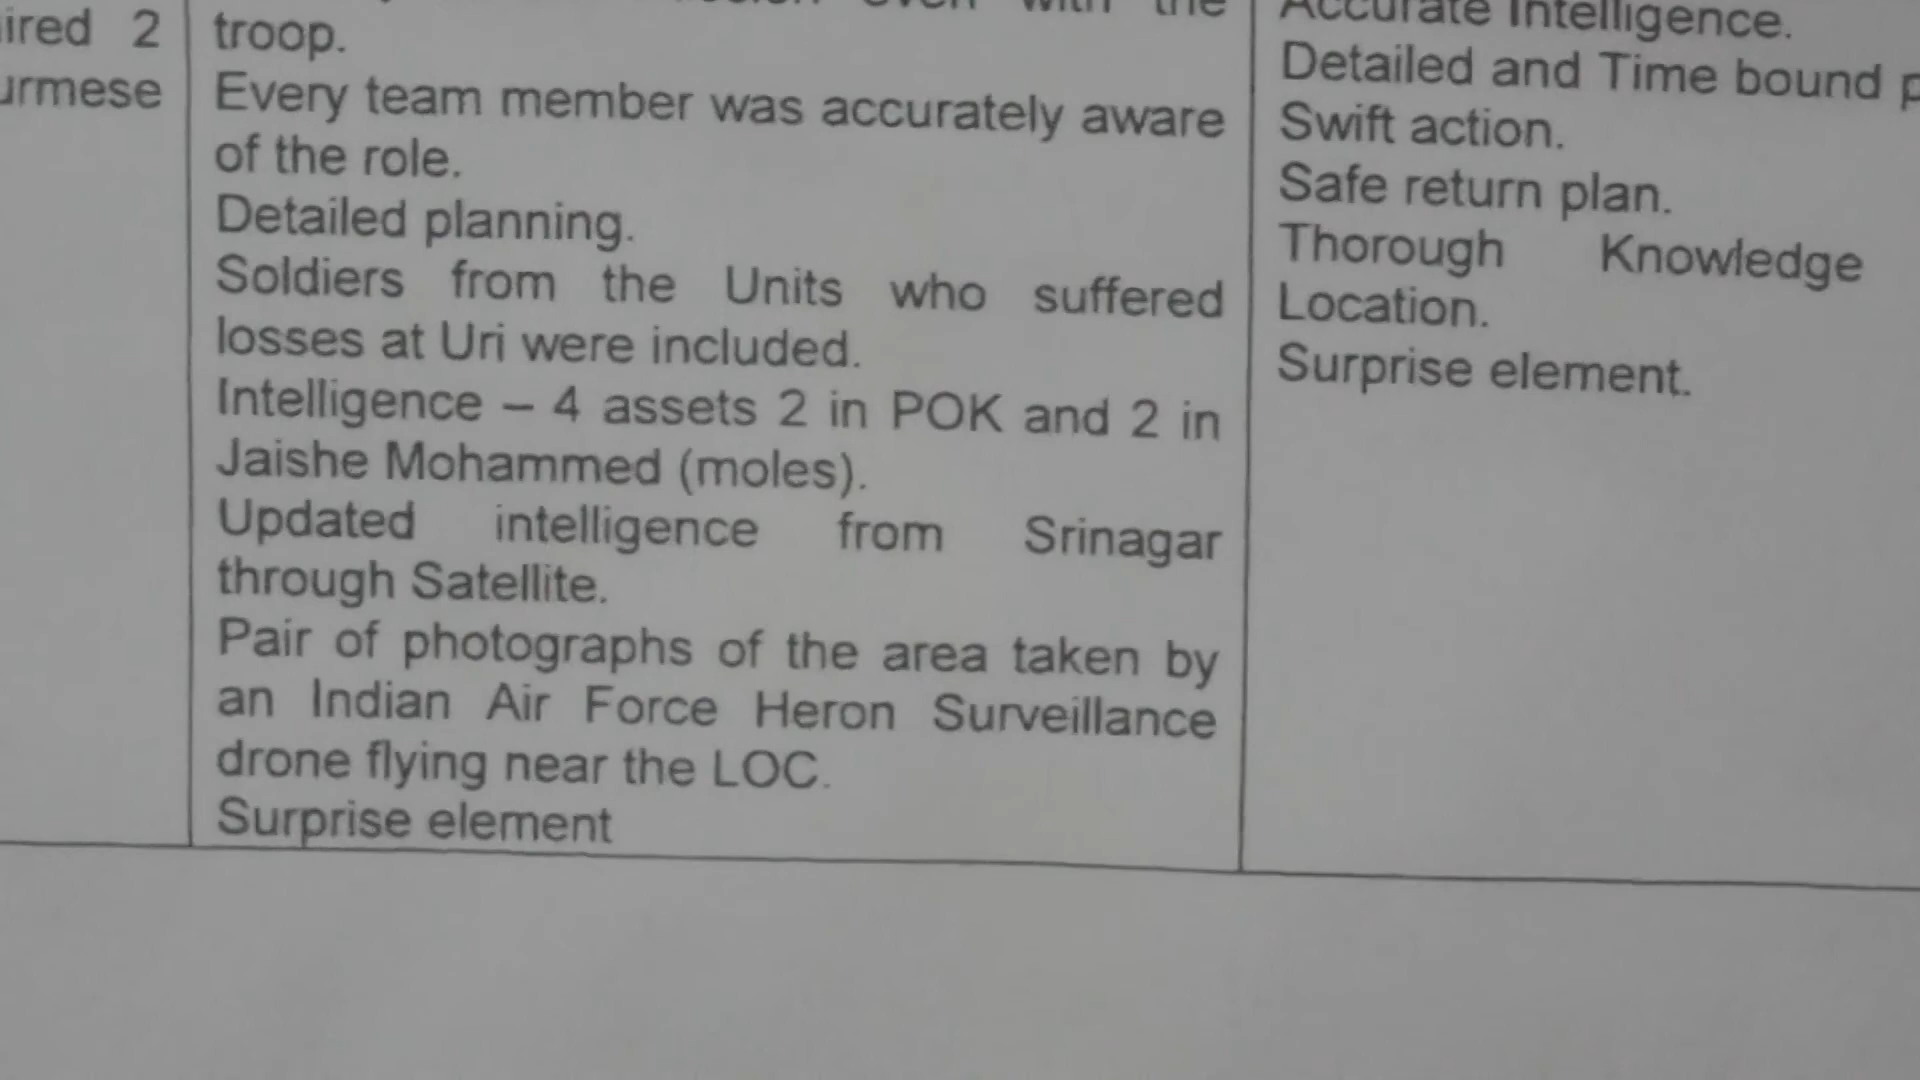 ired 2
urmese
even with the
troop.
Every team member was accurately aware
of the role.
Detailed planning.
Soldiers from the Units who suffered
losses at Uri were included.
Intelligence – 4 assets 2 in POK and 2 in
Jaishe Mohammed (moles).
Updated intelligence from Srinagar
through Satellite.
Pair of photographs of the area taken by
an Indian Air Force Heron Surveillance
drone flying near the LOC.
Surprise element
Accurate Intelligence.
Detailed and Time bound p
Swift action.
Safe return plan.
Thorough Knowledge
Location.
Surprise element.